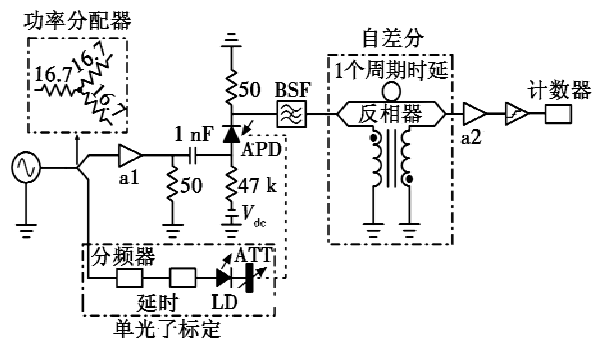 功率分配器
16.7
16.7
16.7
50
BSF
自差分
1个周期时延
反相器
计数器
1 nF
APD
a1
50
47 k
Vdc
a2
分频器
ATT
延时
LD
单光了标定